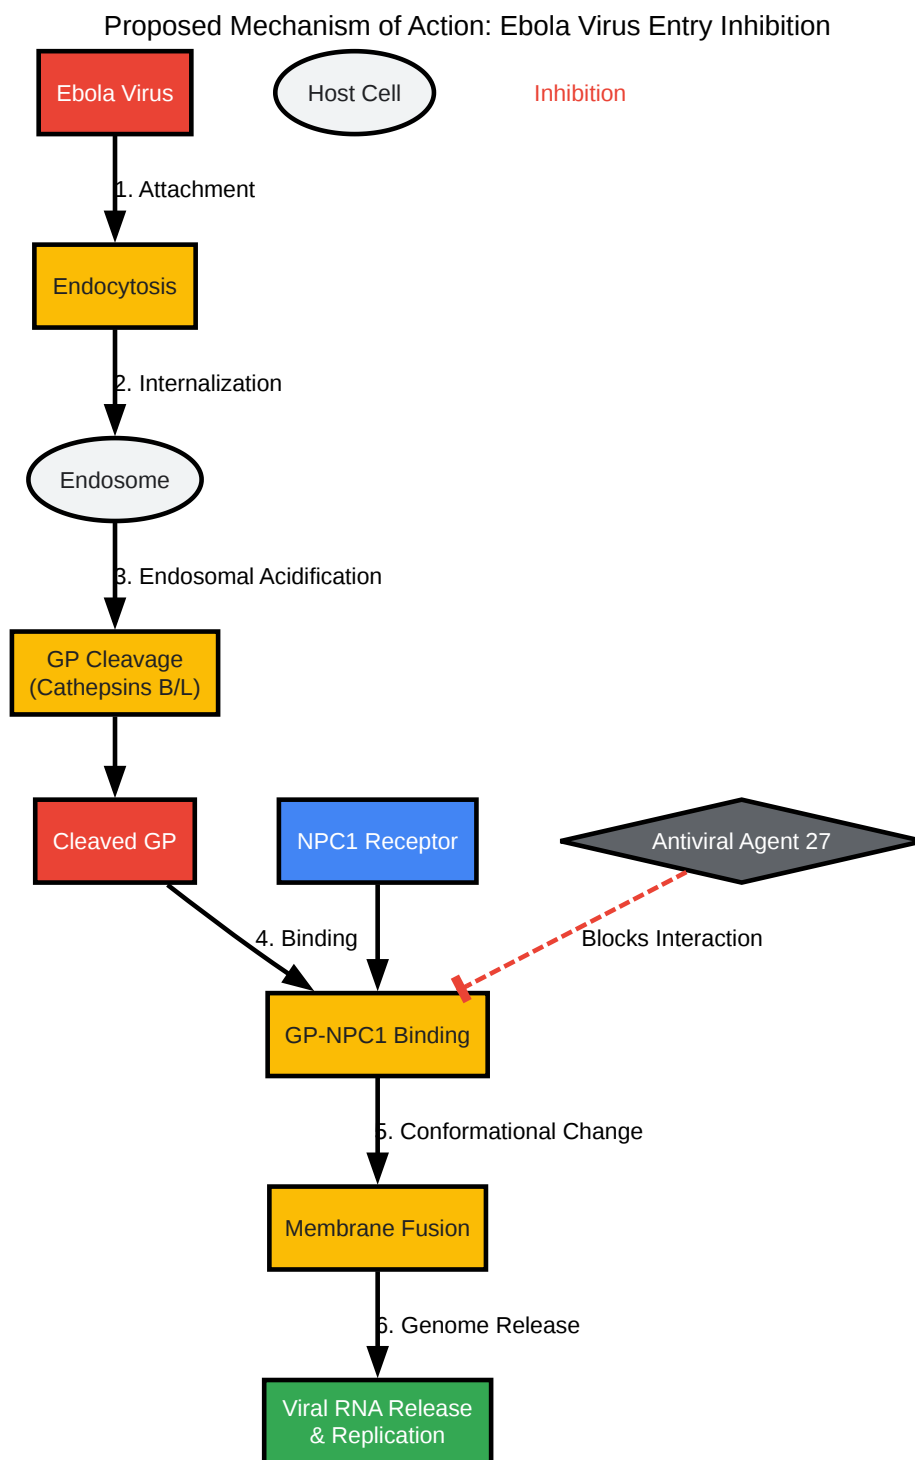 Proposed Mechanism of Action: Ebola Virus Entry Inhibition
Ebola Virus
Host Cell
Inhibition
1. Attachment
Endocytosis
2. Internalization
Endosome
3. Endosomal Acidification
GP Cleavage
(Cathepsins B/L)
Cleaved GP
NPC1 Receptor
Antiviral Agent 27
4. Binding
Blocks Interaction
GP-NPC1 Binding
5. Conformational Change
Membrane Fusion
6. Genome Release
Viral RNA Release
& Replication